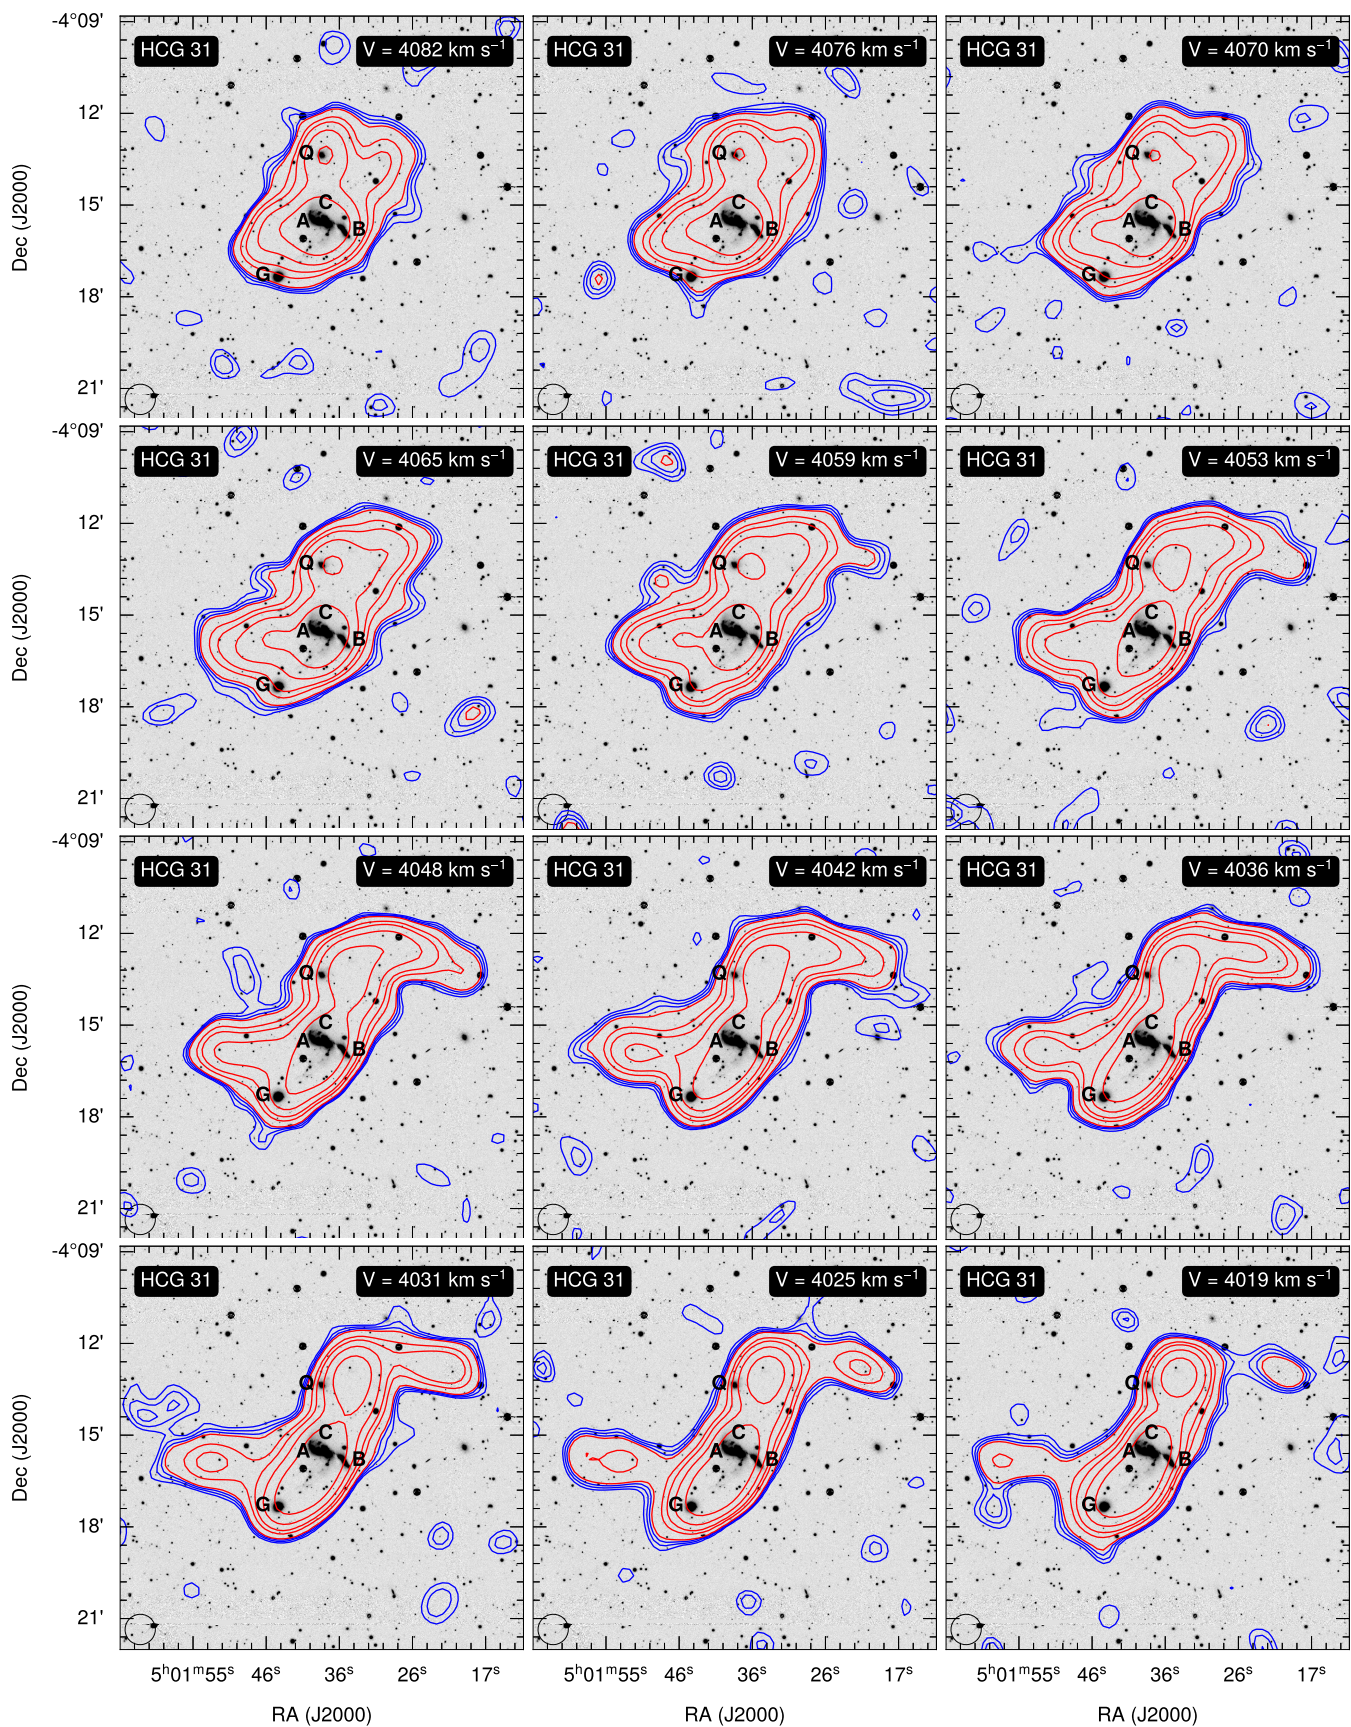 -4°09'
HCG 31
V = 4082 km s⁻¹
HCG 31
V = 4076 km s⁻¹
HCG 31
V = 4070 km s⁻¹
12'
15'
18'
21'
Dec (J2000)
Q
C
A
B
G
Q
C
A
B
G
Q
C
A
B
G
-4°09'
HCG 31
V = 4065 km s⁻¹
HCG 31
V = 4059 km s⁻¹
HCG 31
V = 4053 km s⁻¹
12'
15'
18'
21'
Dec (J2000)
Q
C
A
B
G
Q
C
A
B
G
Q
C
A
B
G
-4°09'
HCG 31
V = 4048 km s⁻¹
HCG 31
V = 4042 km s⁻¹
HCG 31
V = 4036 km s⁻¹
12'
15'
18'
21'
Dec (J2000)
Q
C
A
B
G
Q
C
A
B
G
Q
C
A
B
G
-4°09'
HCG 31
V = 4031 km s⁻¹
HCG 31
V = 4025 km s⁻¹
HCG 31
V = 4019 km s⁻¹
12'
15'
18'
21'
Dec (J2000)
Q
C
A
B
G
Q
C
A
B
G
Q
C
A
B
G
5ʰ01ᵐ55ˢ 46ˢ 36ˢ 26ˢ 17ˢ
5ʰ01ᵐ55ˢ 46ˢ 36ˢ 26ˢ 17ˢ
5ʰ01ᵐ55ˢ 46ˢ 36ˢ 26ˢ 17ˢ
RA (J2000)
RA (J2000)
RA (J2000)